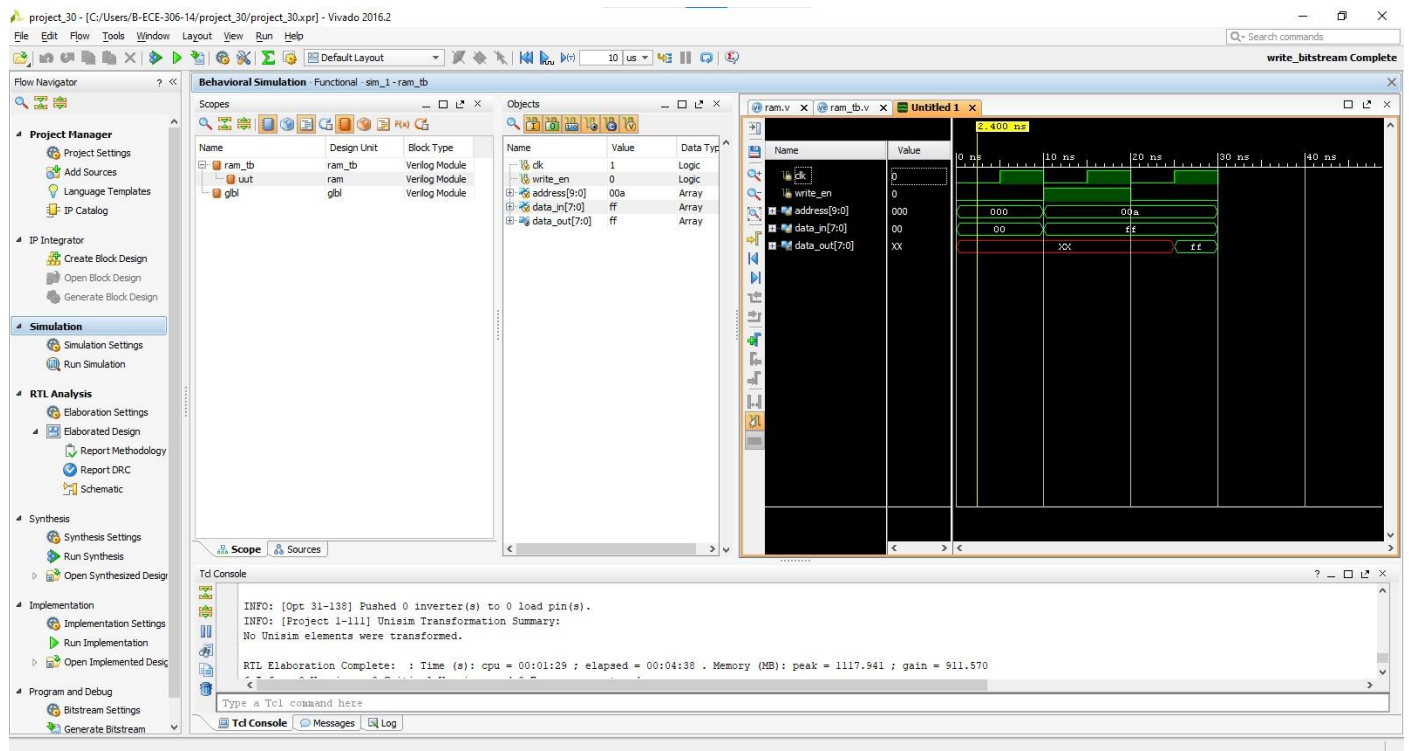 project_30 - [C:/Users/B-ECE-306-14/project_30/project_30.xpr] - Vivado 2016.2
File Edit Flow Tools Window Layout View Run Help
Q- Search commands
Default Layout
10 us
write_bitstream Complete
Flow Navigator
Project Manager
Project Settings
Add Sources
Language Templates
IP Catalog
IP Integrator
Create Block Design
Open Block Design
Generate Block Design
Simulation
Simulation Settings
Run Simulation
RTL Analysis
Elaboration Settings
Elaborated Design
Report Methodology
Report DRC
Schematic
Synthesis
Synthesis Settings
Run Synthesis
Open Synthesized Desigr
Implementation
Implementation Settings
Run Implementation
Open Implemented Desig
Program and Debug
Bitstream Settings
Generate Bitstream
Behavioral Simulation - Functional - sim_1 - ram_tb
Scopes
Name Design Unit Block Type
ram_tb ram_tb Verilog Module
uut ram Verilog Module
glbl glbl Verilog Module
Scope Sources
Objects
Name Value Data Typ
clk 1 Logic
write_en 0 Logic
address[9:0] 00a Array
data_in[7:0] ff Array
data_out[7:0] ff Array
ram.v ram_tb.v Untitled 1
2.400 ns
Name Value
0 ns 10 ns 20 ns 30 ns 40 ns
clk 0
write_en 0
address[9:0] 000 000 00a
data_in[7:0] 00 00 ff
data_out[7:0] XX XX ff
Tcl Console
INFO: [Opt 31-138] Pushed 0 inverter(s) to 0 load pin(s).
INFO: [Project 1-111] Unisim Transformation Summary:
No Unisim elements were transformed.
RTL Elaboration Complete: : Time (s): cpu = 00:01:29 ; elapsed = 00:04:38 . Memory (MB): peak = 1117.941 ; gain = 911.570
Type a Tcl command here
Tcl Console Messages Log